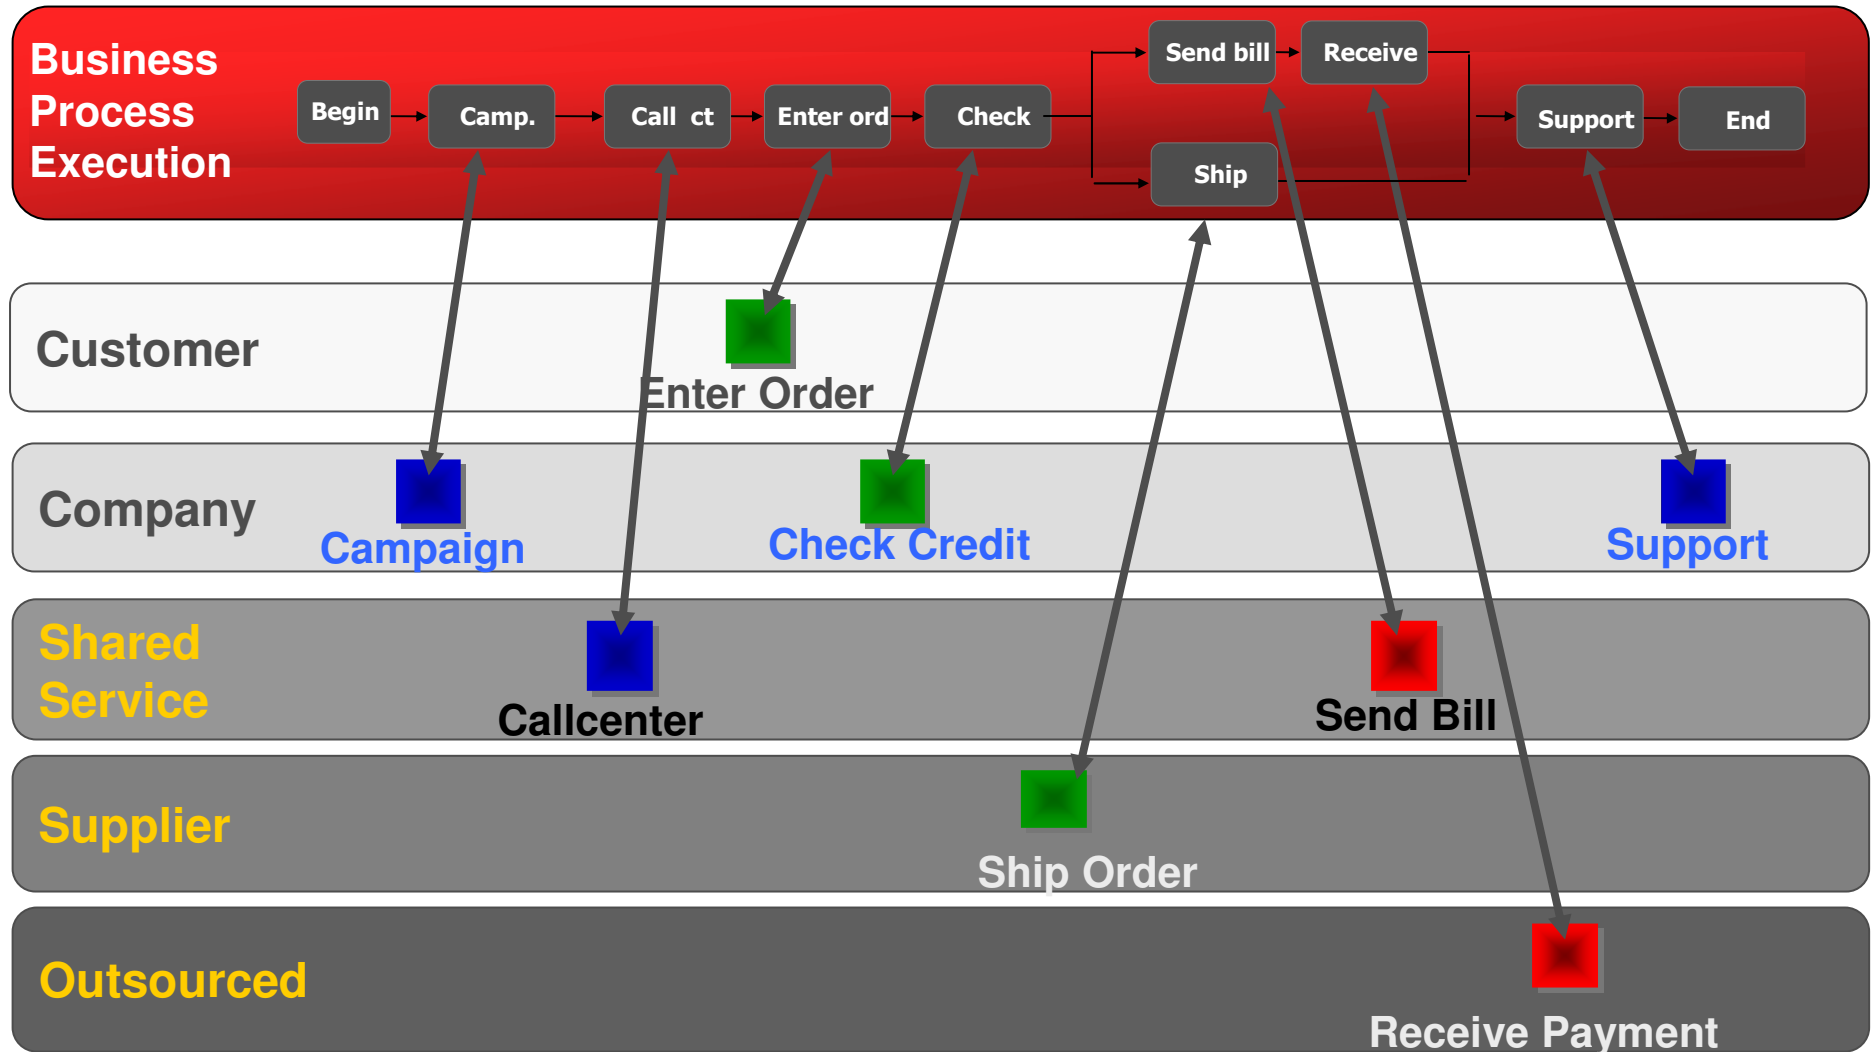 Business
Process
Execution
Begin
Camp.
Call ct
Enter ord
Check
Send bill
Receive
Ship
Support
End
Customer
Enter Order
Company
Campaign
Check Credit
Support
Shared
Service
Callcenter
Send Bill
Supplier
Ship Order
Outsourced
Receive Payment